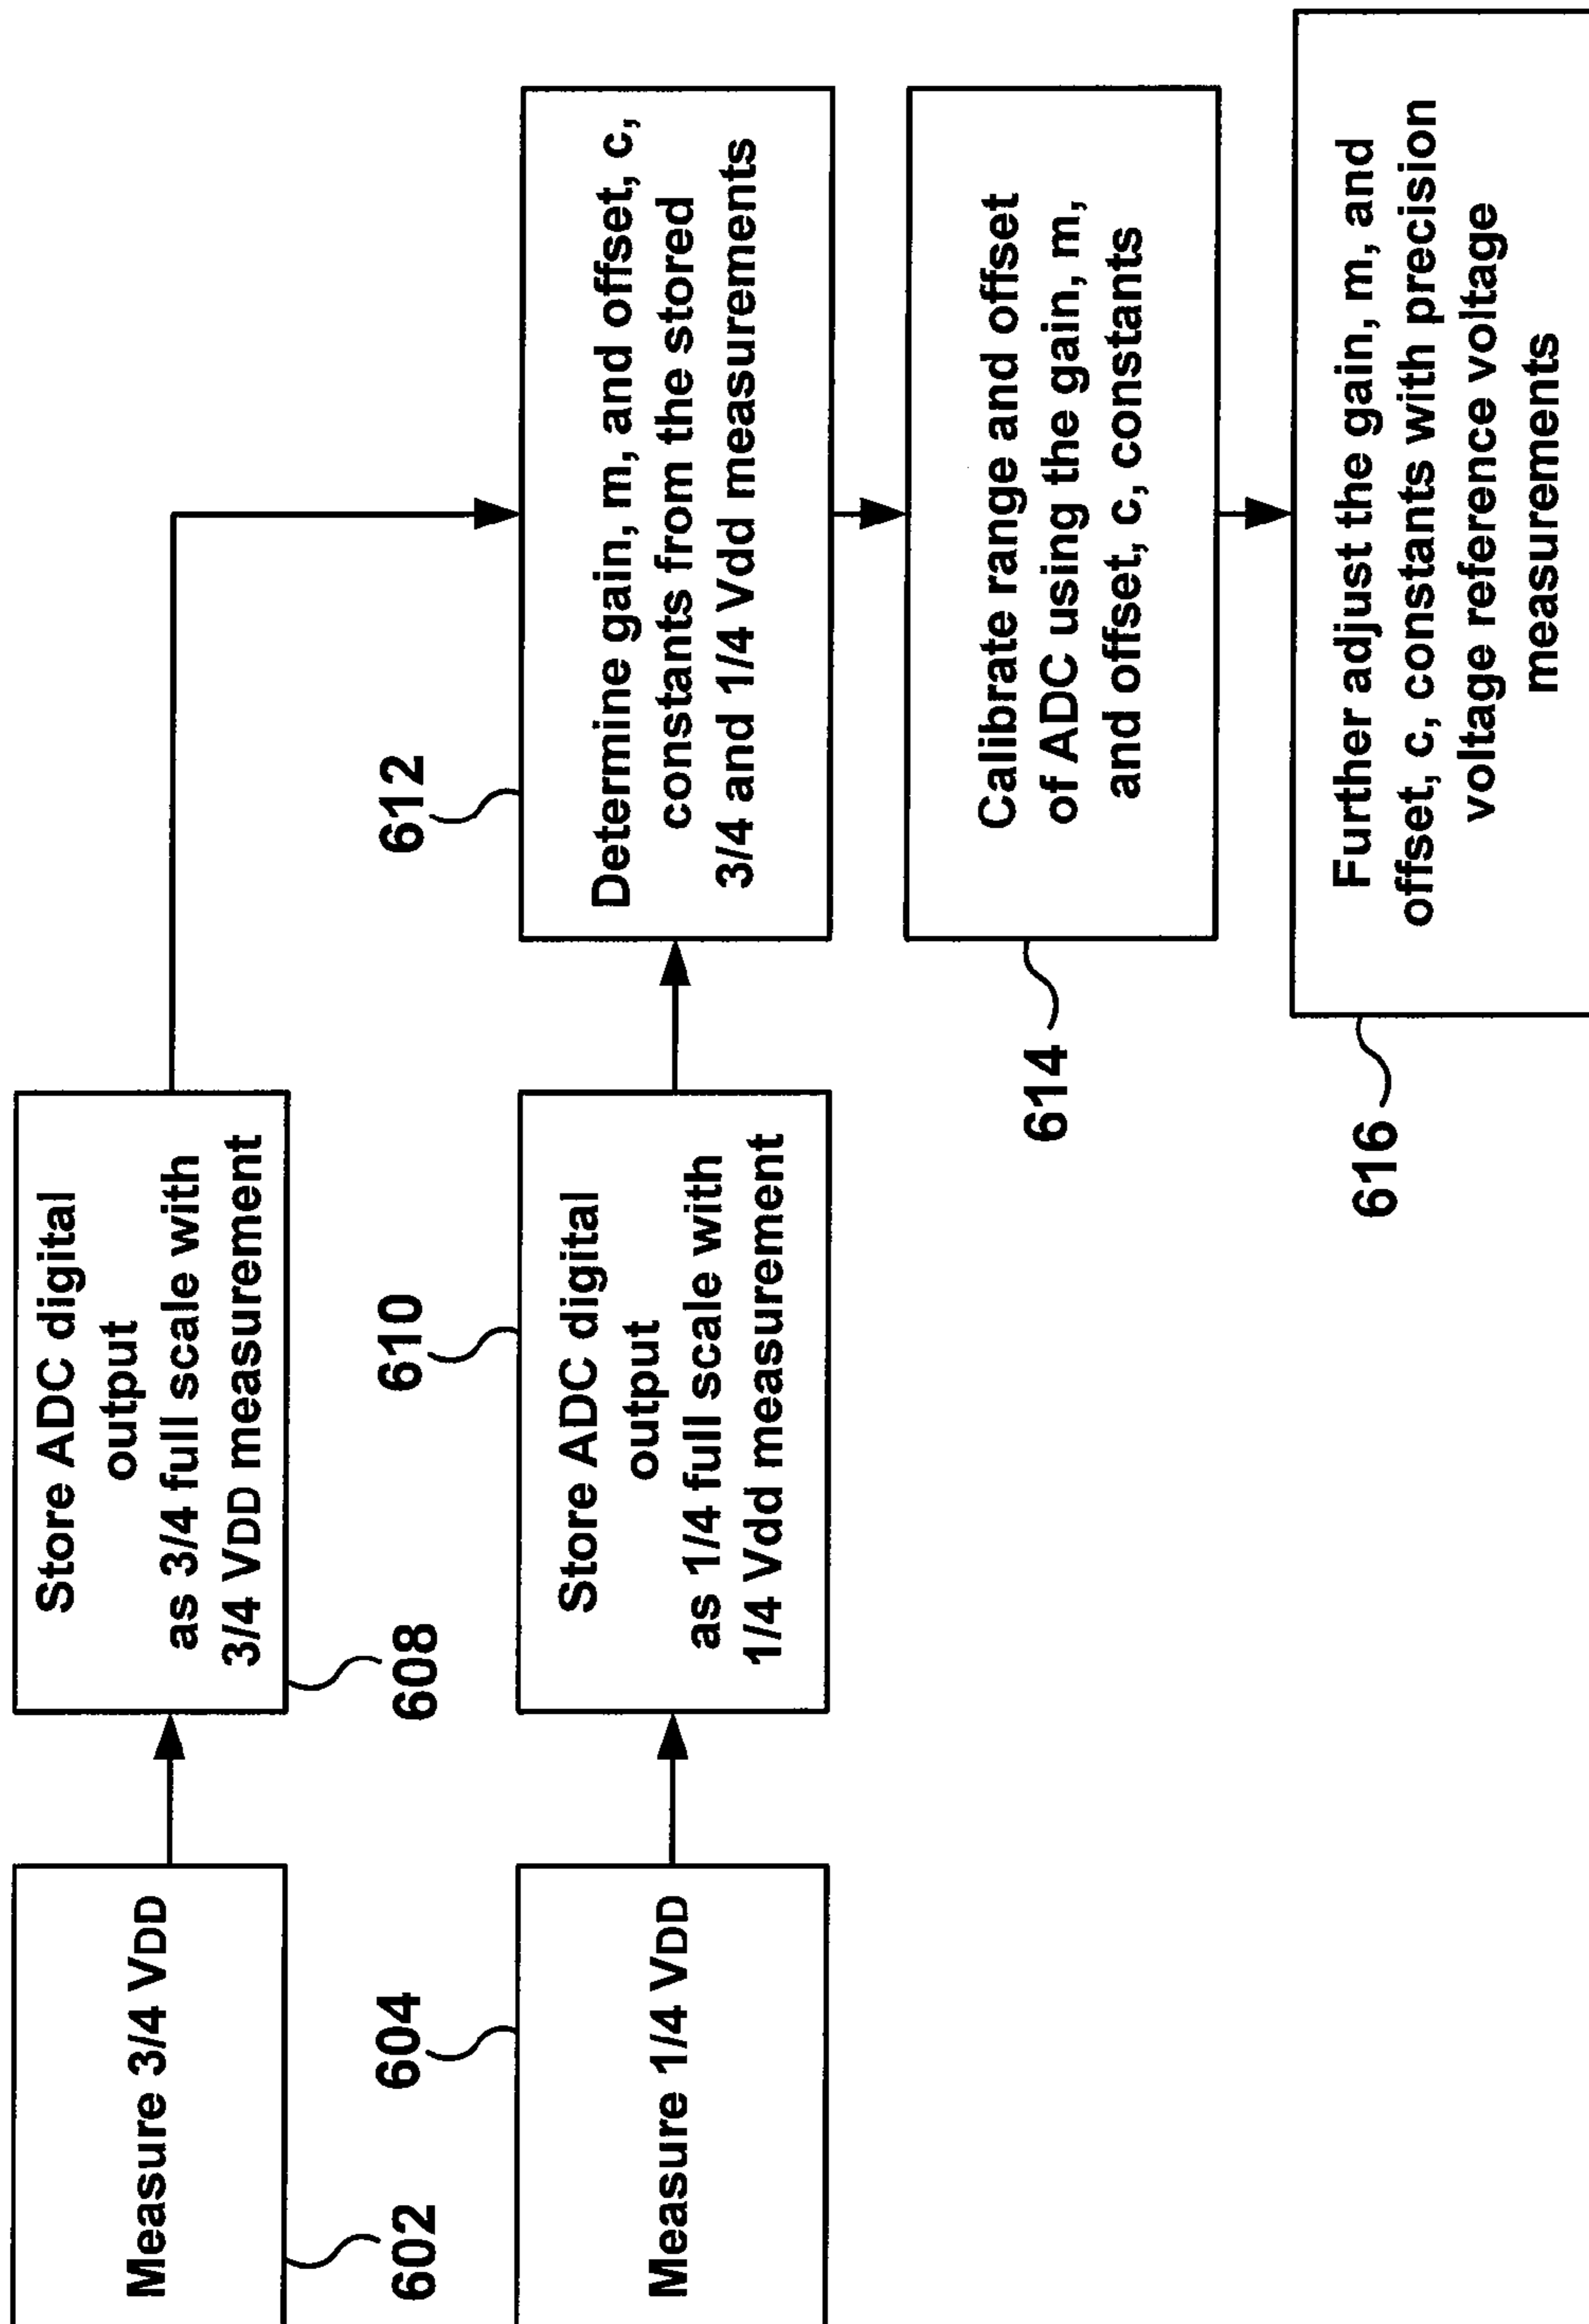 Measure 3/4 VDD
602
Store ADC digital
output
as 3/4 full scale with
3/4 VDD measurement
608
Measure 1/4 VDD
604
Store ADC digital
output
as 1/4 full scale with
1/4 Vdd measurement
610
Determine gain, m, and offset, c,
constants from the stored
3/4 and 1/4 Vdd measurements
612
Calibrate range and offset
of ADC using the gain, m,
and offset, c, constants
614
Further adjust the gain, m, and
offset, c, constants with precision
voltage reference voltage
measurements
616